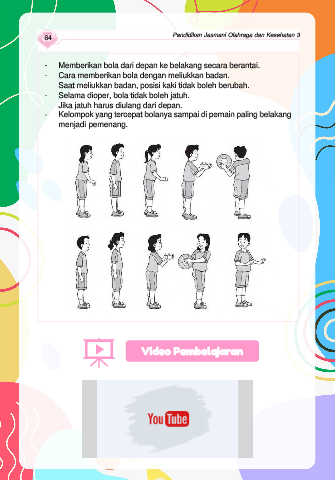 84
Pendidikan Jasmani Olahraga dan Kesehatan 3
- Memberikan bola dari depan ke belakang secara berantai.
- Cara memberikan bola dengan meliukkan badan.
Saat meliukkan badan, posisi kaki tidak boleh berubah.
- Selama dioper, bola tidak boleh jatuh.
Jika jatuh harus diulang dari depan.
- Kelompok yang tercepat bolanya sampai di pemain paling belakang
menjadi pemenang.
Video Pembelajaran
YouTube